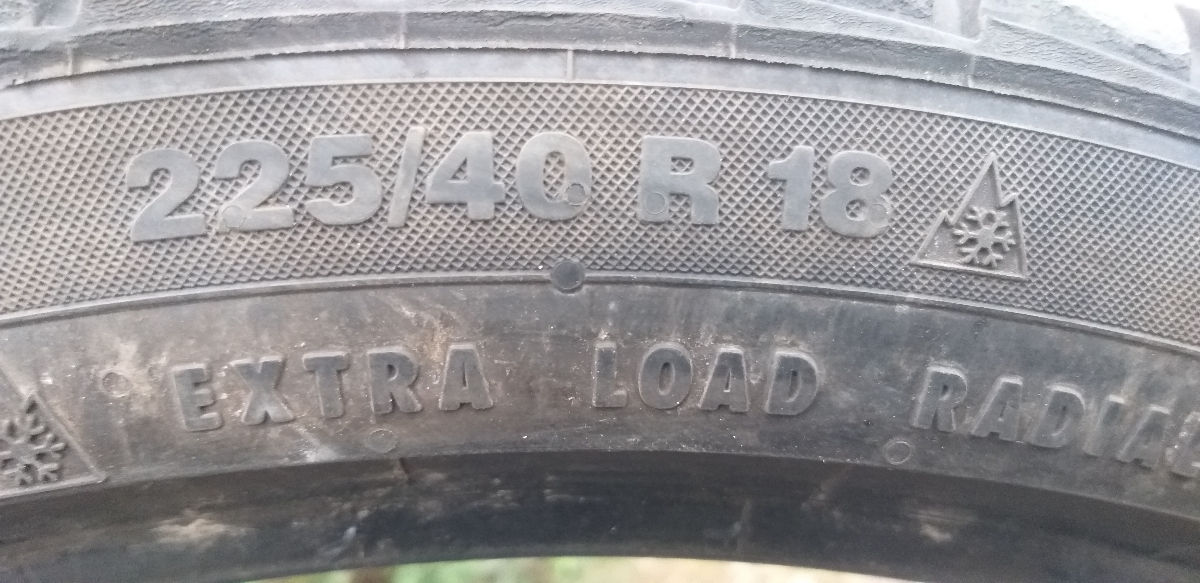 225/40 R 18
EXTRA LOAD RADIAL